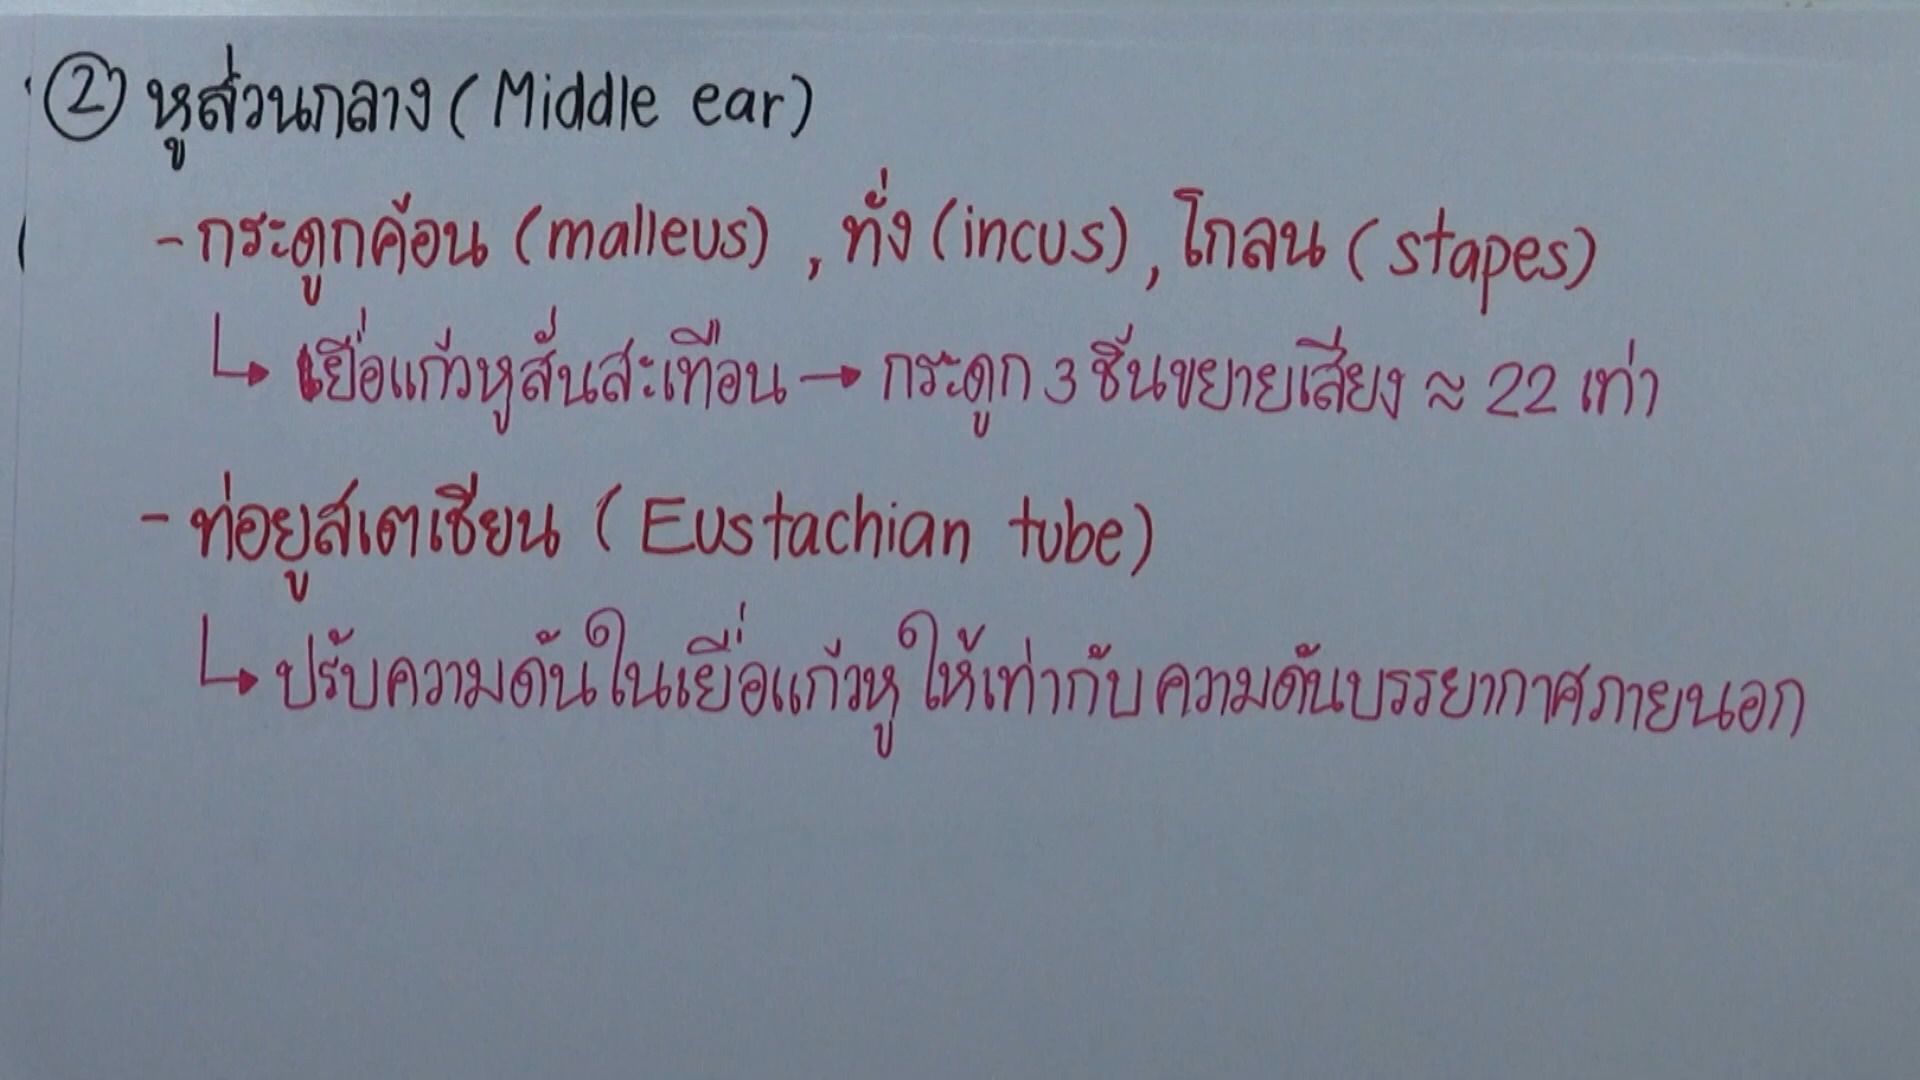 ② หูส่วนกลาง (Middle ear)
- กระดูกค้อน (malleus) , ทั่ง (incus) , โกลน (stapes)
↳ เยื่อแก้วหูสั่นสะเทือน → กระดูก 3 ชิ้นขยายเสียง ≈ 22 เท่า
- ท่อยูสเตเชียน (Eustachian tube)
↳ ปรับความดันในเยื่อแก้วหู ให้เท่ากับ ความดันบรรยากาศภายนอก